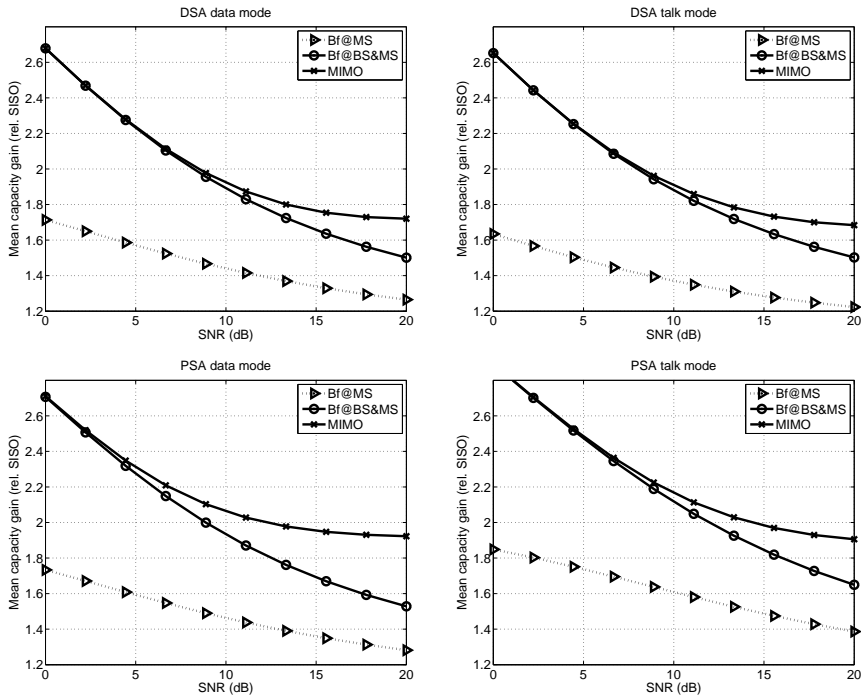 DSA data mode
Mean capacity gain (rel. SISO)
2.6
2.4
2.2
2
1.8
1.6
1.4
1.2
0 5 10 15 20
SNR (dB)
Bf@MS
Bf@BS&MS
MIMO
DSA talk mode
Mean capacity gain (rel. SISO)
2.6
2.4
2.2
2
1.8
1.6
1.4
1.2
0 5 10 15 20
SNR (dB)
Bf@MS
Bf@BS&MS
MIMO
PSA data mode
Mean capacity gain (rel. SISO)
2.6
2.4
2.2
2
1.8
1.6
1.4
1.2
0 5 10 15 20
SNR (dB)
Bf@MS
Bf@BS&MS
MIMO
PSA talk mode
Mean capacity gain (rel. SISO)
2.6
2.4
2.2
2
1.8
1.6
1.4
1.2
0 5 10 15 20
SNR (dB)
Bf@MS
Bf@BS&MS
MIMO